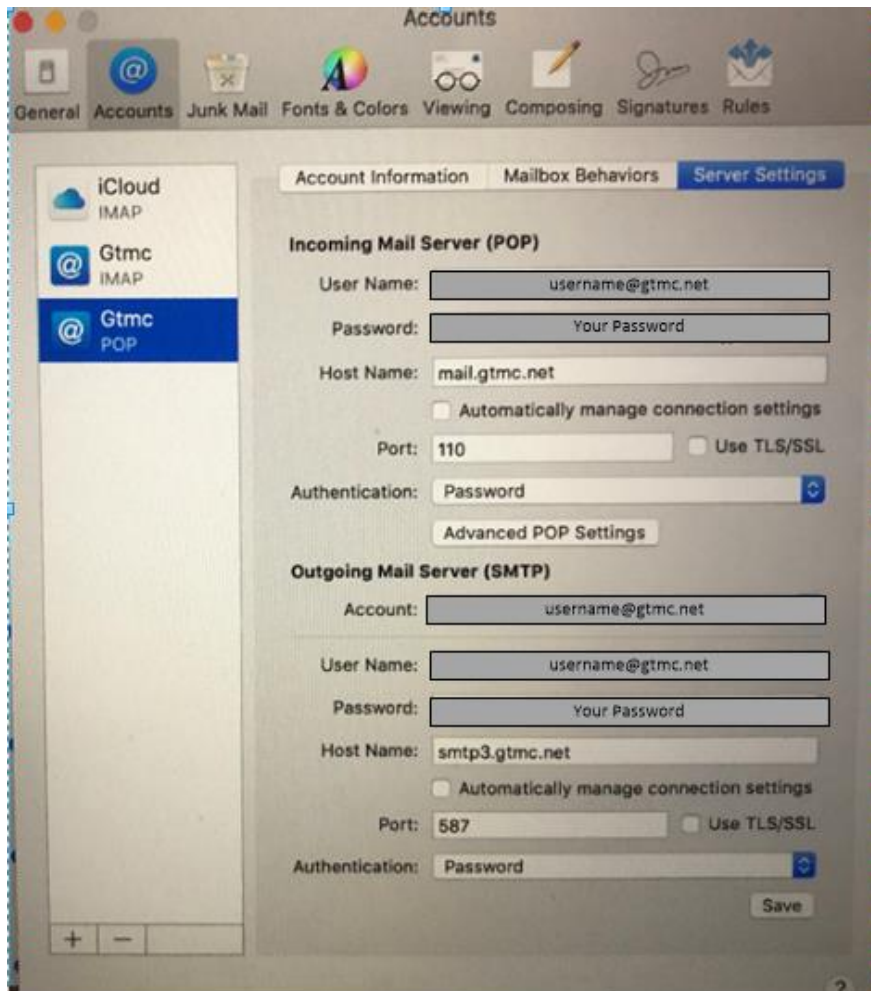 Accounts
General Accounts Junk Mail Fonts & Colors Viewing Composing Signatures Rules
iCloud
IMAP
Gtmc
IMAP
Gtmc
POP
Account Information Mailbox Behaviors Server Settings
Incoming Mail Server (POP)
User Name: username@gtmc.net
Password: Your Password
Host Name: mail.gtmc.net
Automatically manage connection settings
Port: 110 Use TLS/SSL
Authentication: Password
Advanced POP Settings
Outgoing Mail Server (SMTP)
Account: username@gtmc.net
User Name: username@gtmc.net
Password: Your Password
Host Name: smtp3.gtmc.net
Automatically manage connection settings
Port: 587 Use TLS/SSL
Authentication: Password
Save
+ −
?